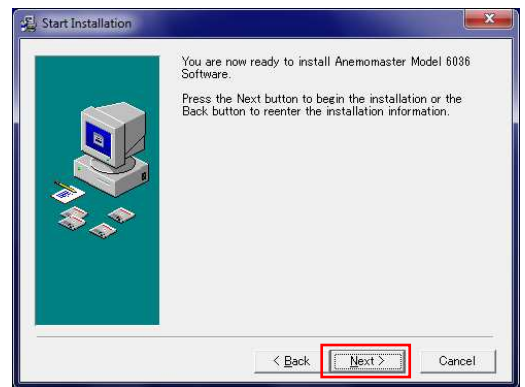 Start Installation
You are now ready to install Anemomaster Model 6036
Software.
Press the Next button to begin the installation or the
Back button to reenter the installation information.
< Back
Next >
Cancel